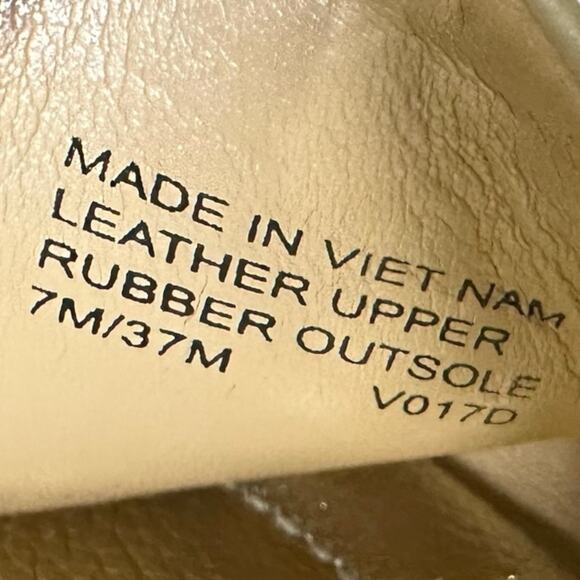 MADE IN VIET NAM
LEATHER UPPER
RUBBER OUTSOLE
7M/37M
V017D